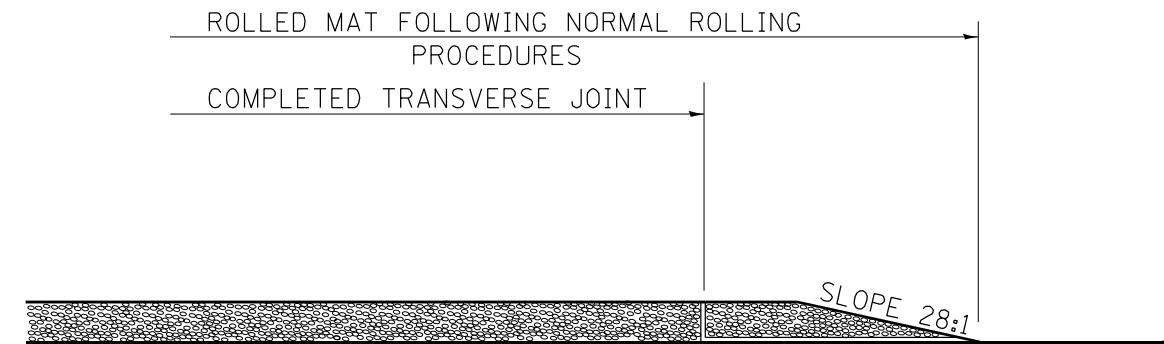 ROLLED MAT FOLLOWING NORMAL ROLLING
PROCEDURES
COMPLETED TRANSVERSE JOINT
SLOPE 28:1